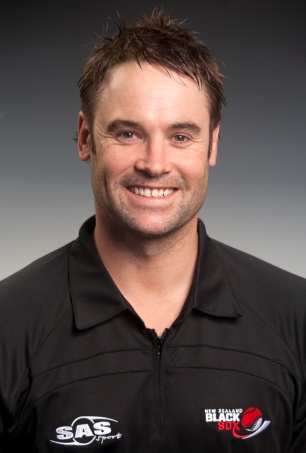 SAS
sport
NEW ZEALAND
BLACK
SOX